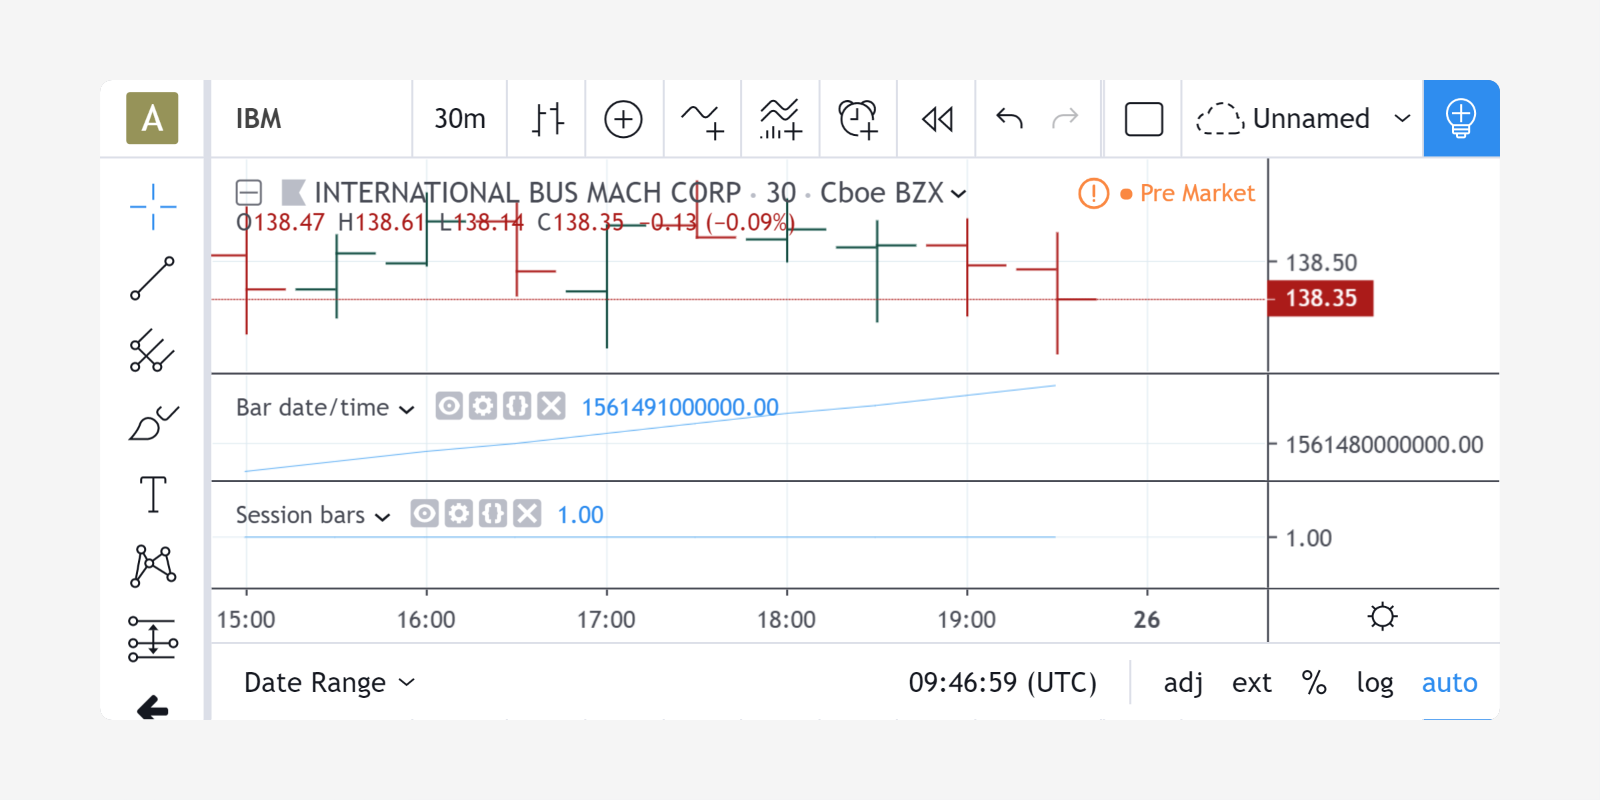 A IBM 30m Unnamed
INTERNATIONAL BUS MACH CORP · 30 · Cboe BZX Pre Market
O138.47 H138.61 L138.14 C138.35 −0.13 (−0.09%)
138.50
138.35
Bar date/time 1561491000000.00
1561480000000.00
Session bars 1.00
1.00
15:00 16:00 17:00 18:00 19:00 26
Date Range 09:46:59 (UTC) adj ext % log auto